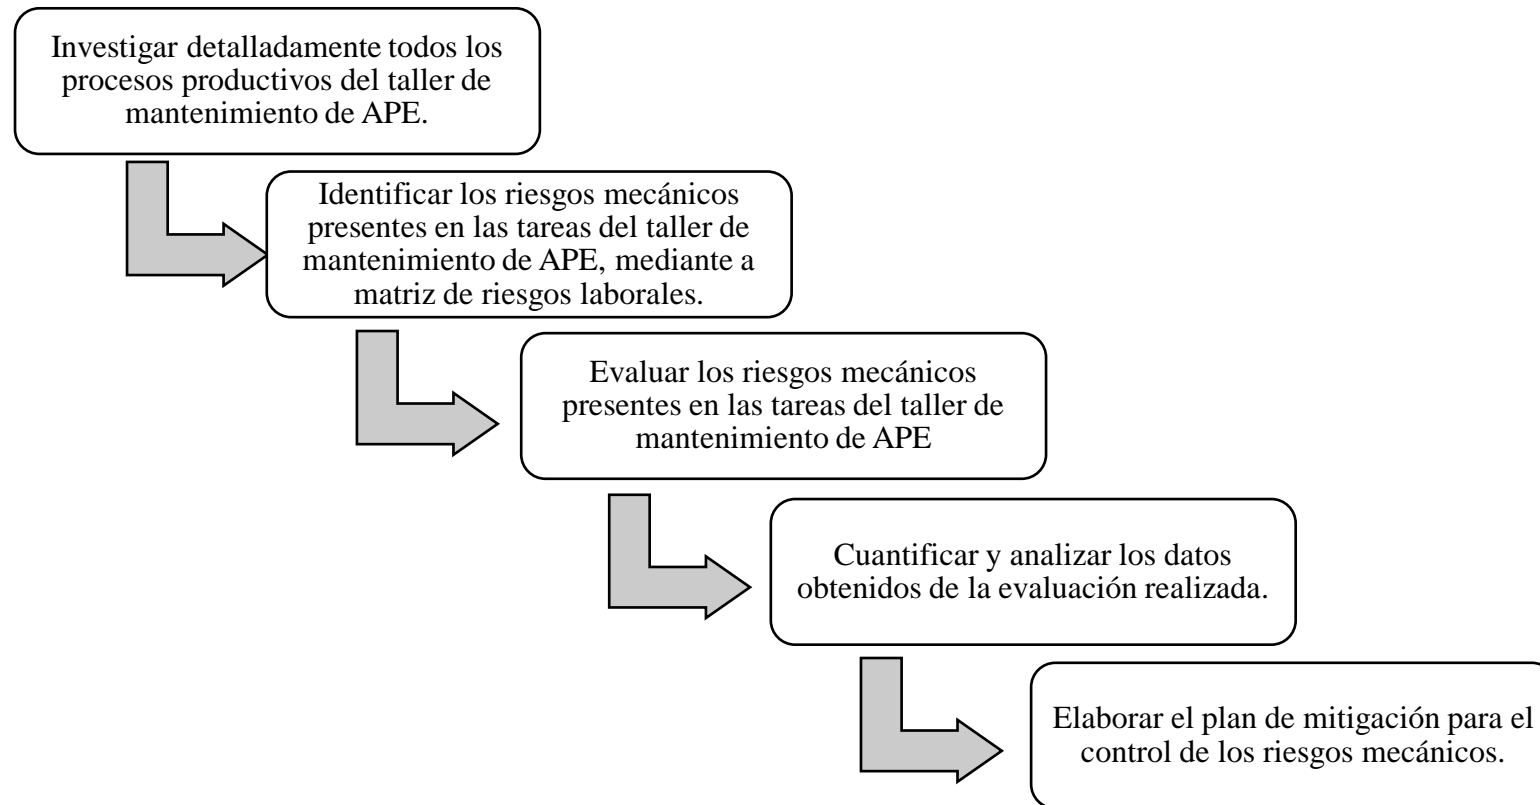 Investigar detalladamente todos los
procesos productivos del taller de
mantenimiento de APE.
Identificar los riesgos mecánicos
presentes en las tareas del taller de
mantenimiento de APE, mediante a
matriz de riesgos laborales.
Evaluar los riesgos mecánicos
presentes en las tareas del taller de
mantenimiento de APE
Cuantificar y analizar los datos
obtenidos de la evaluación realizada.
Elaborar el plan de mitigación para el
control de los riesgos mecánicos.